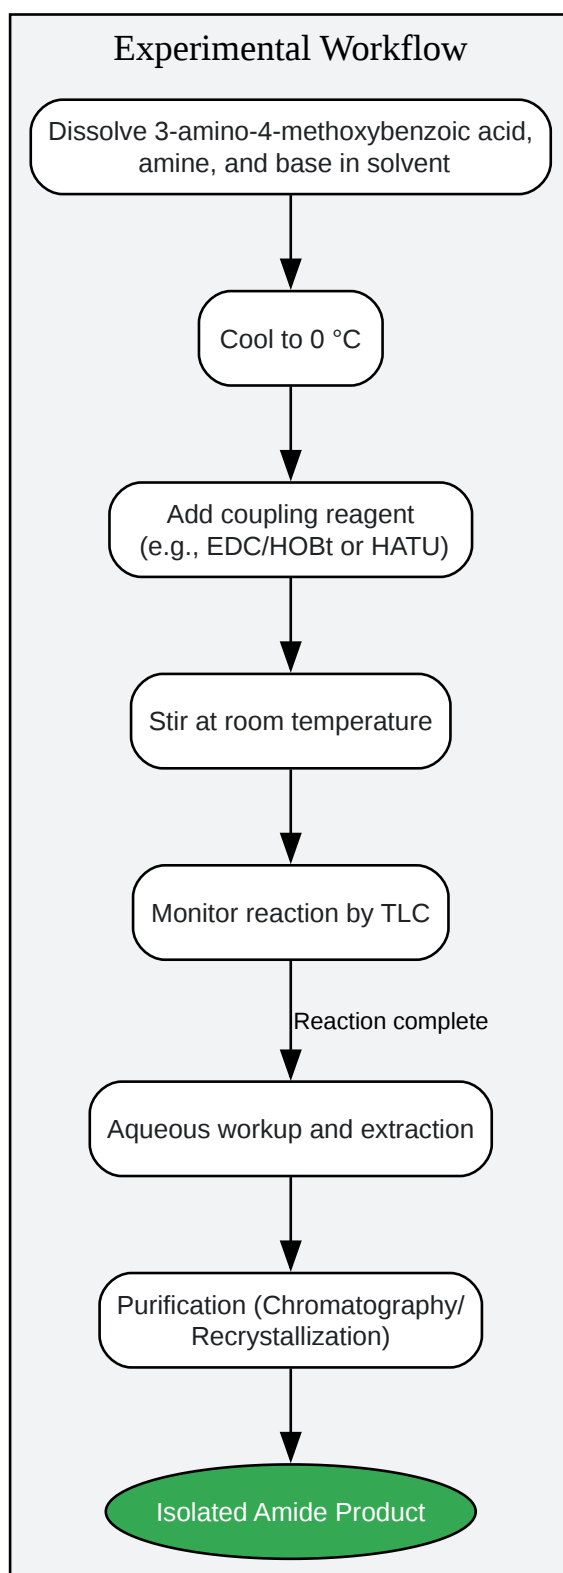 Experimental Workflow
Dissolve 3-amino-4-methoxybenzoic acid,
amine, and base in solvent
Cool to 0 °C
Add coupling reagent
(e.g., EDC/HOBt or HATU)
Stir at room temperature
Monitor reaction by TLC
Reaction complete
Aqueous workup and extraction
Purification (Chromatography/
Recrystallization)
Isolated Amide Product